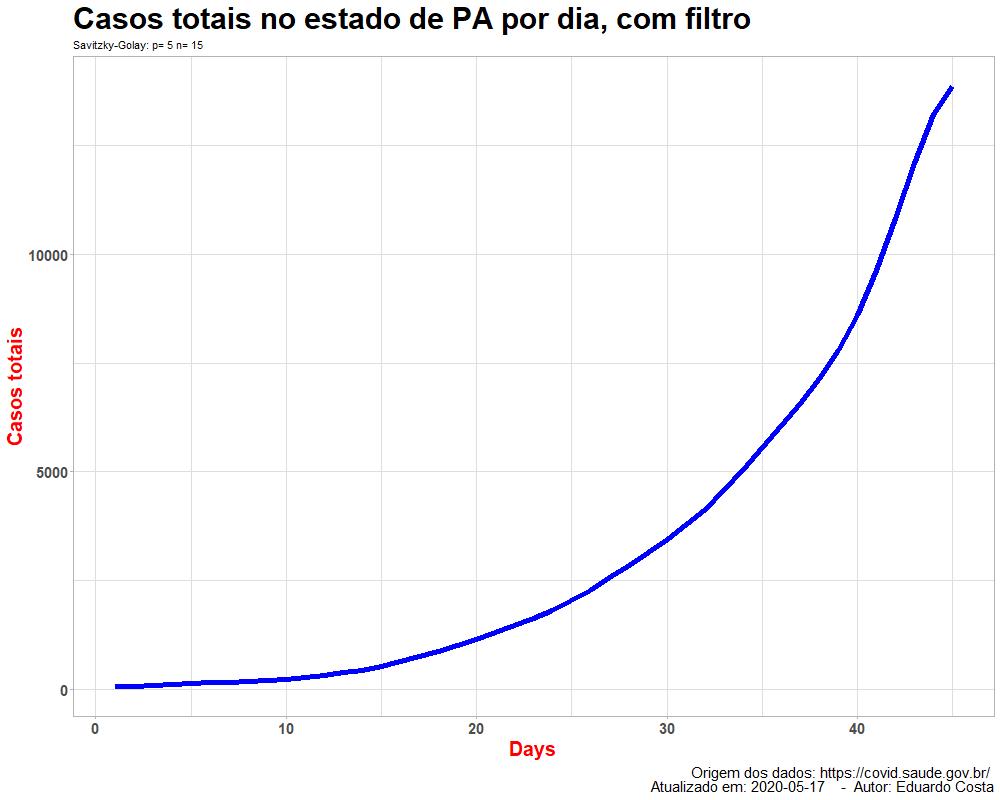 Casos totais no estado de PA por dia, com filtro
Savitzky-Golay: p= 5 n= 15
Casos totais
10000
5000
0
0 10 20 30 40
Days
Origem dos dados: https://covid.saude.gov.br/
Atualizado em: 2020-05-17 - Autor: Eduardo Costa